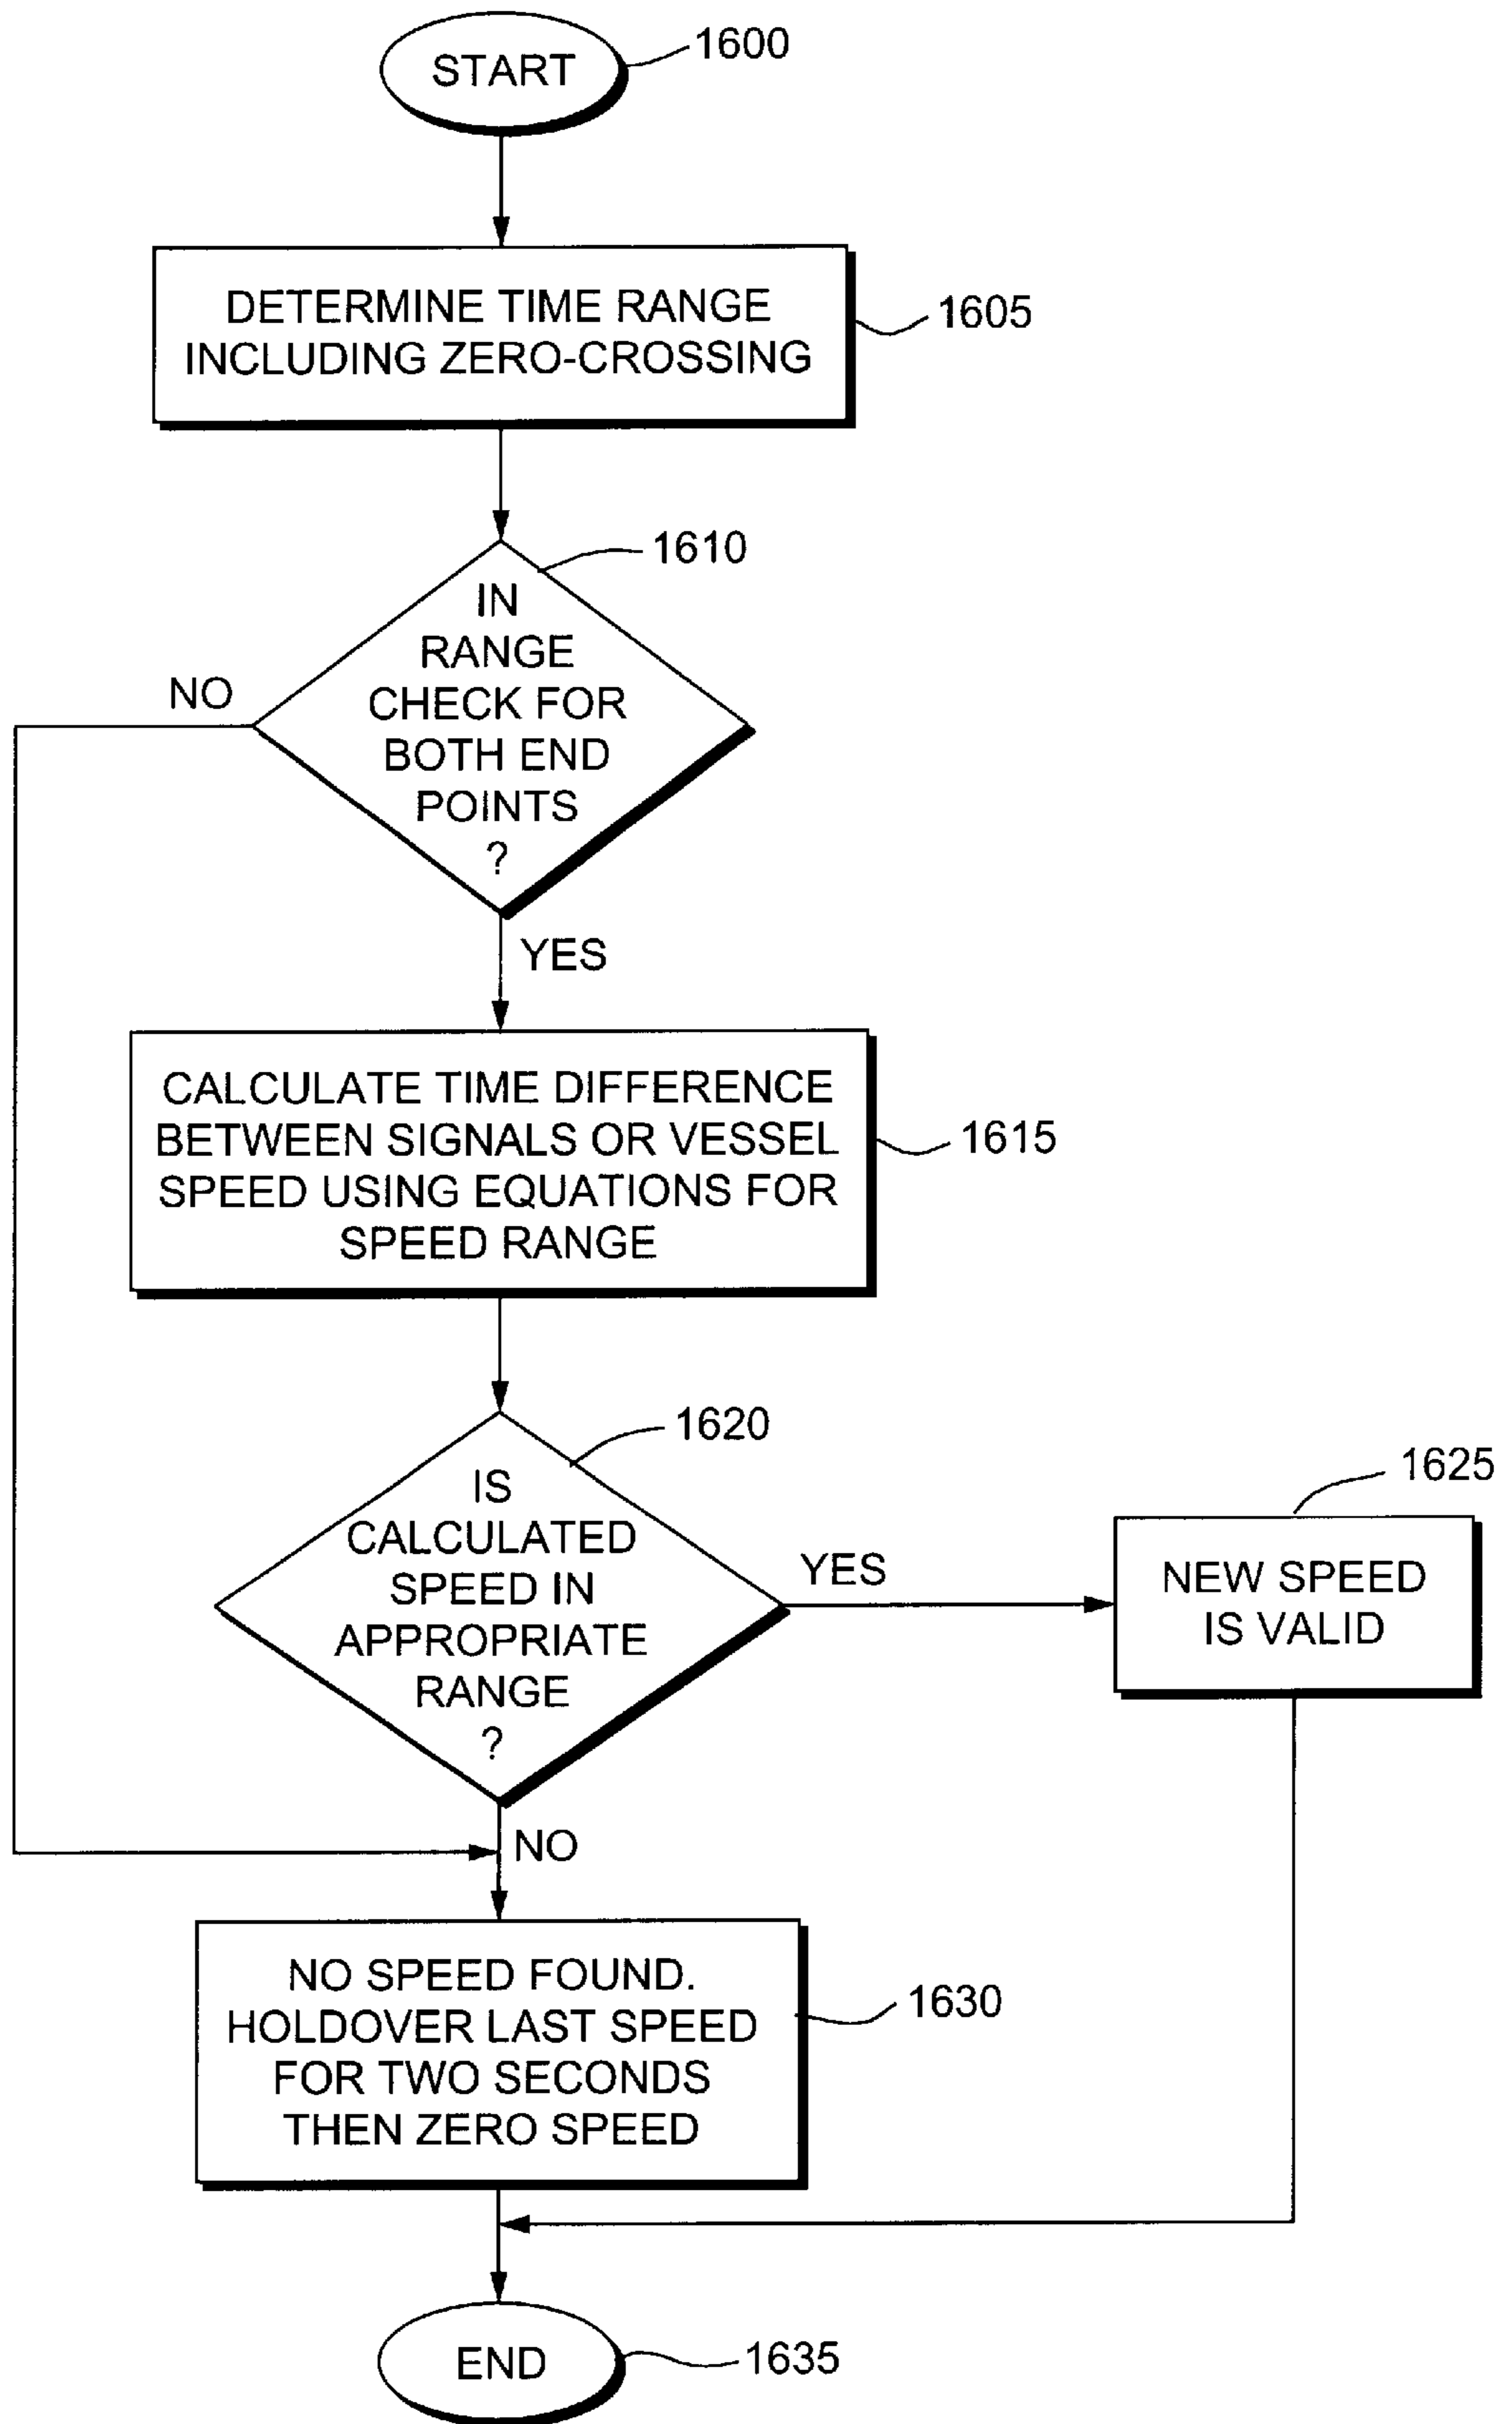 START
1600
DETERMINE TIME RANGE
INCLUDING ZERO-CROSSING
1605
1610
IN
RANGE
CHECK FOR
BOTH END
POINTS
?
NO
YES
CALCULATE TIME DIFFERENCE
BETWEEN SIGNALS OR VESSEL
SPEED USING EQUATIONS FOR
SPEED RANGE
1615
1620
IS
CALCULATED
SPEED IN
APPROPRIATE
RANGE
?
YES
1625
NEW SPEED
IS VALID
NO
NO SPEED FOUND.
HOLDOVER LAST SPEED
FOR TWO SECONDS
THEN ZERO SPEED
1630
END
1635